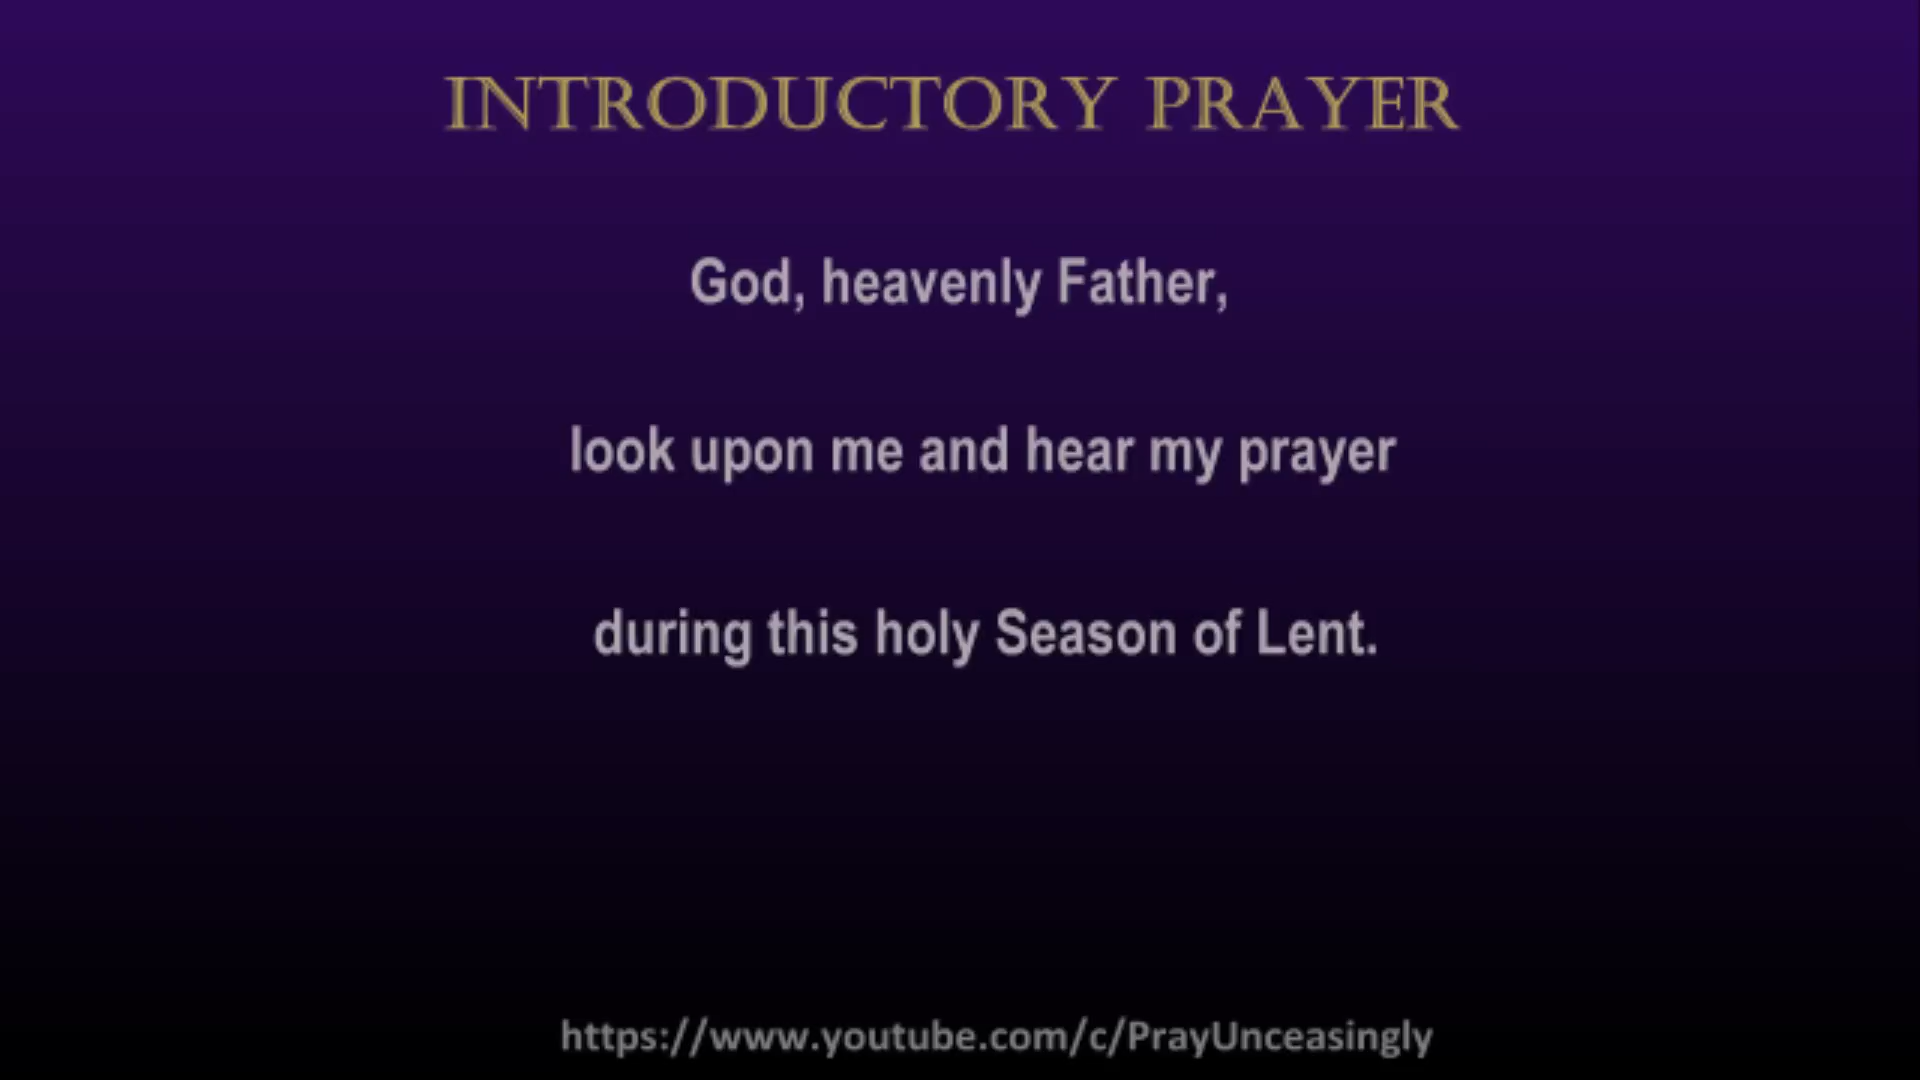 INTRODUCTORY PRAYER
God, heavenly Father,
look upon me and hear my prayer
during this holy Season of Lent.
https://www.youtube.com/c/PrayUnceasingly